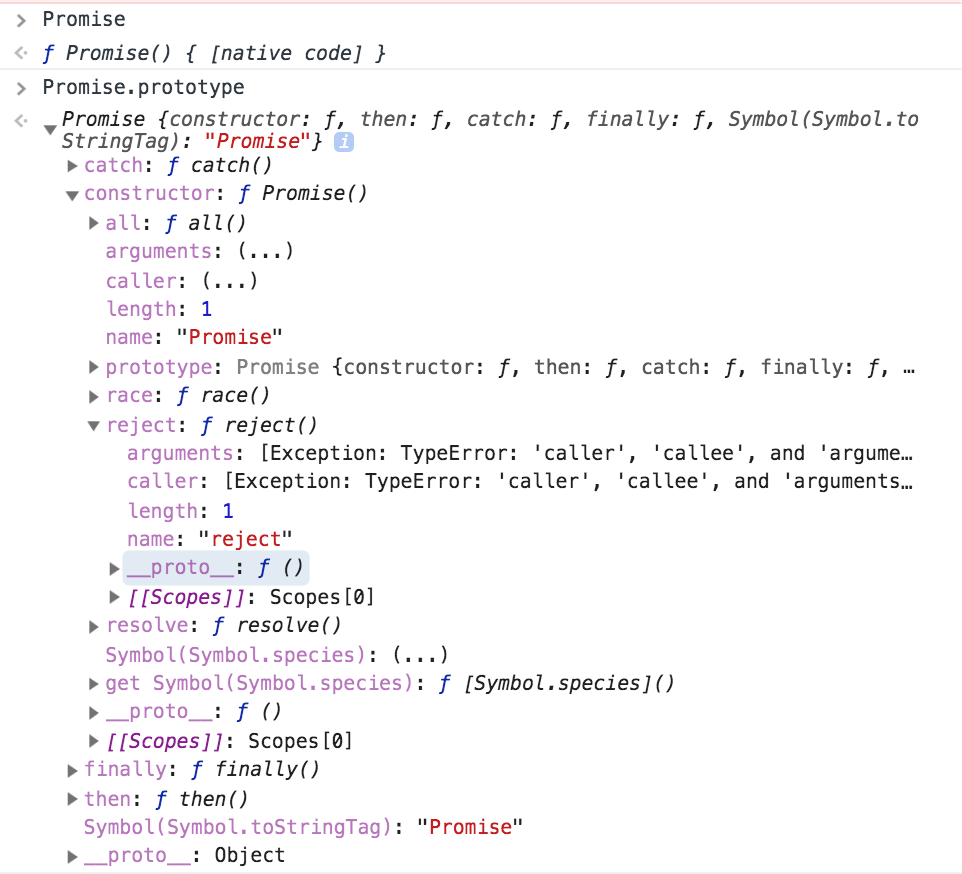 Promise
ƒ Promise() { [native code] }
Promise.prototype
Promise {constructor: ƒ, then: ƒ, catch: ƒ, finally: ƒ, Symbol(Symbol.to
StringTag): "Promise"} i
catch: ƒ catch()
constructor: ƒ Promise()
all: ƒ all()
arguments: (...)
caller: (...)
length: 1
name: "Promise"
prototype: Promise {constructor: ƒ, then: ƒ, catch: ƒ, finally: ƒ, …
race: ƒ race()
reject: ƒ reject()
arguments: [Exception: TypeError: 'caller', 'callee', and 'argume…
caller: [Exception: TypeError: 'caller', 'callee', and 'arguments…
length: 1
name: "reject"
__proto__: ƒ ()
[[Scopes]]: Scopes[0]
resolve: ƒ resolve()
Symbol(Symbol.species): (...)
get Symbol(Symbol.species): ƒ [Symbol.species]()
__proto__: ƒ ()
[[Scopes]]: Scopes[0]
finally: ƒ finally()
then: ƒ then()
Symbol(Symbol.toStringTag): "Promise"
__proto__: Object